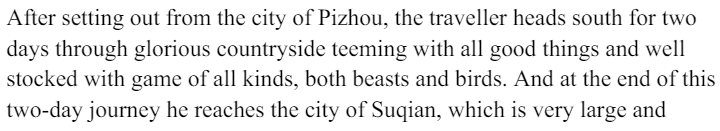 After setting out from the city of Pizhou, the traveller heads south for two
days through glorious countryside teeming with all good things and well
stocked with game of all kinds, both beasts and birds. And at the end of this
two-day journey he reaches the city of Suqian, which is very large and